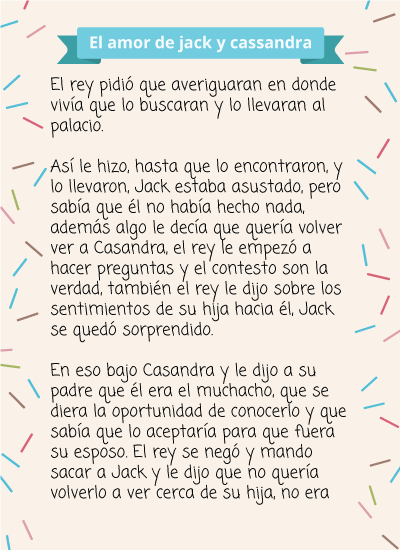 El amor de jack y cassandra
El rey pidió que averiguaran en donde
vivía que lo buscaran y lo llevaran al
palacio.
Así le hizo, hasta que lo encontraron, y
lo llevaron, Jack estaba asustado, pero
sabía que él no había hecho nada,
además algo le decía que quería volver
ver a Casandra, el rey le empezó a
hacer preguntas y el contesto son la
verdad, también el rey le dijo sobre los
sentimientos de su hija hacia él, Jack
se quedó sorprendido.
En eso bajo Casandra y le dijo a su
padre que él era el muchacho, que se
diera la oportunidad de conocerlo y que
sabía que lo aceptaría para que fuera
su esposo. El rey se negó y mando
sacar a Jack y le dijo que no quería
volverlo a ver cerca de su hija, no era